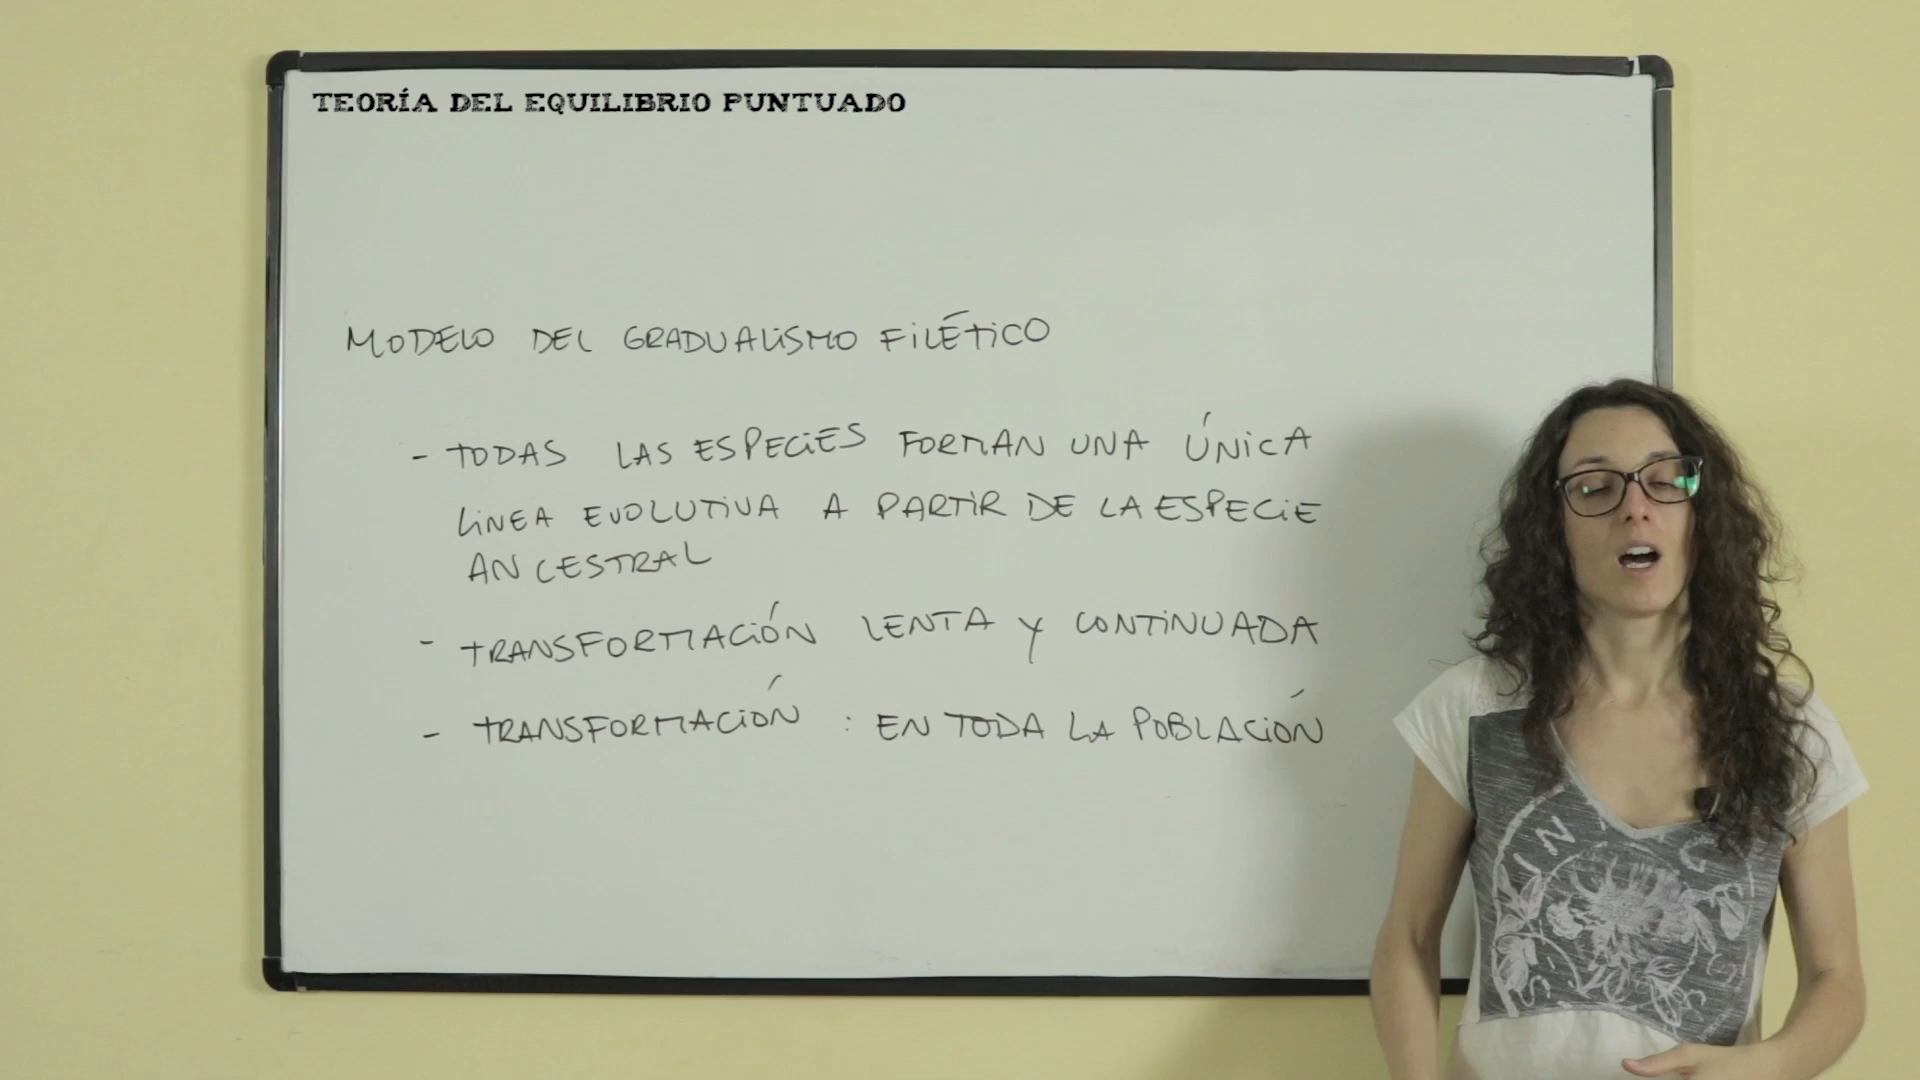 TEORÍA DEL EQUILIBRIO PUNTUADO
MODELO DEL GRADUALISMO FILÉTICO
- TODAS LAS ESPECIES FORMAN UNA ÚNICA
LINEA EVOLUTIVA A PARTIR DE LA ESPECIE
ANCESTRAL
- TRANSFORMACIÓN LENTA Y CONTINUADA
- TRANSFORMACIÓN : EN TODA LA POBLACIÓN